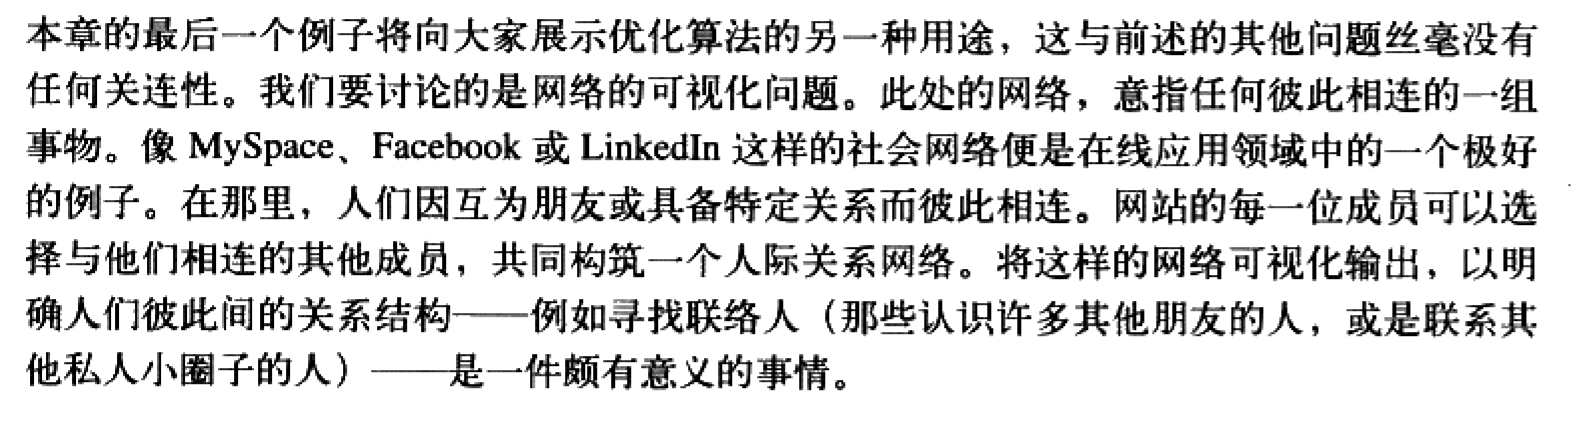 本章的最后一个例子将向大家展示优化算法的另一种用途，这与前述的其他问题丝毫没有
任何关连性。我们要讨论的是网络的可视化问题。此处的网络，意指任何彼此相连的一组
事物。像 MySpace、Facebook 或 LinkedIn 这样的社会网络便是在线应用领域中的一个极好
的例子。在那里，人们因互为朋友或具备特定关系而彼此相连。网站的每一位成员可以选
择与他们相连的其他成员，共同构筑一个人际关系网络。将这样的网络可视化输出，以明
确人们彼此间的关系结构——例如寻找联络人（那些认识许多其他朋友的人，或是联系其
他私人小圈子的人）——是一件颇有意义的事情。